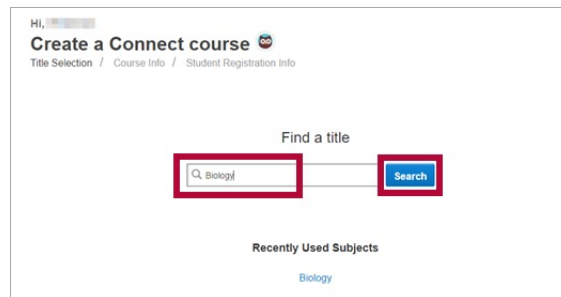 Hi,
Create a Connect course
Title Selection / Course Info / Student Registration Info
Find a title
Biology
Search
Recently Used Subjects
Biology